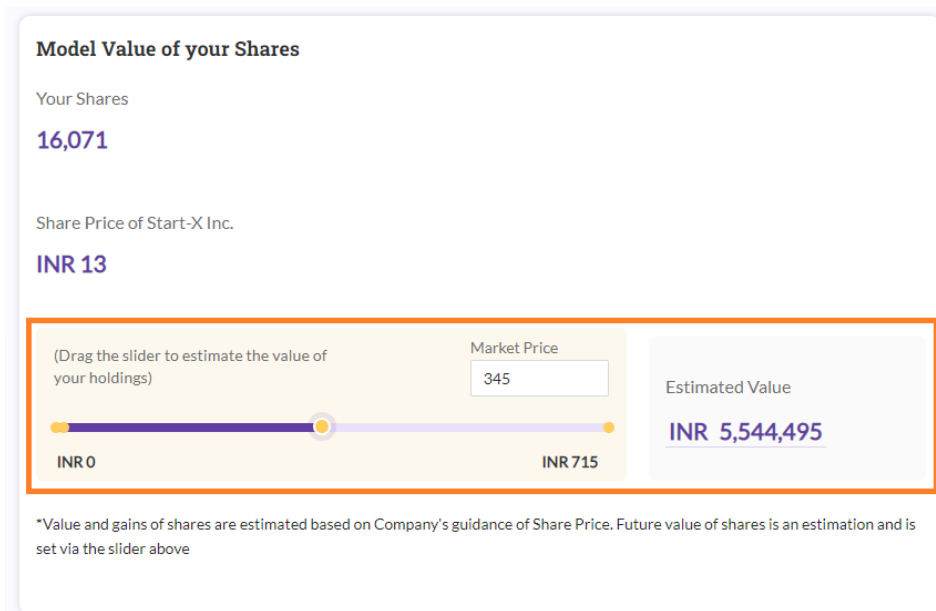 Model Value of your Shares
Your Shares
16,071
Share Price of Start-X Inc.
INR 13
(Drag the slider to estimate the value of
your holdings)
Market Price
345
INR 0
INR 715
Estimated Value
INR 5,544,495
*Value and gains of shares are estimated based on Company's guidance of Share Price. Future value of shares is an estimation and is
set via the slider above